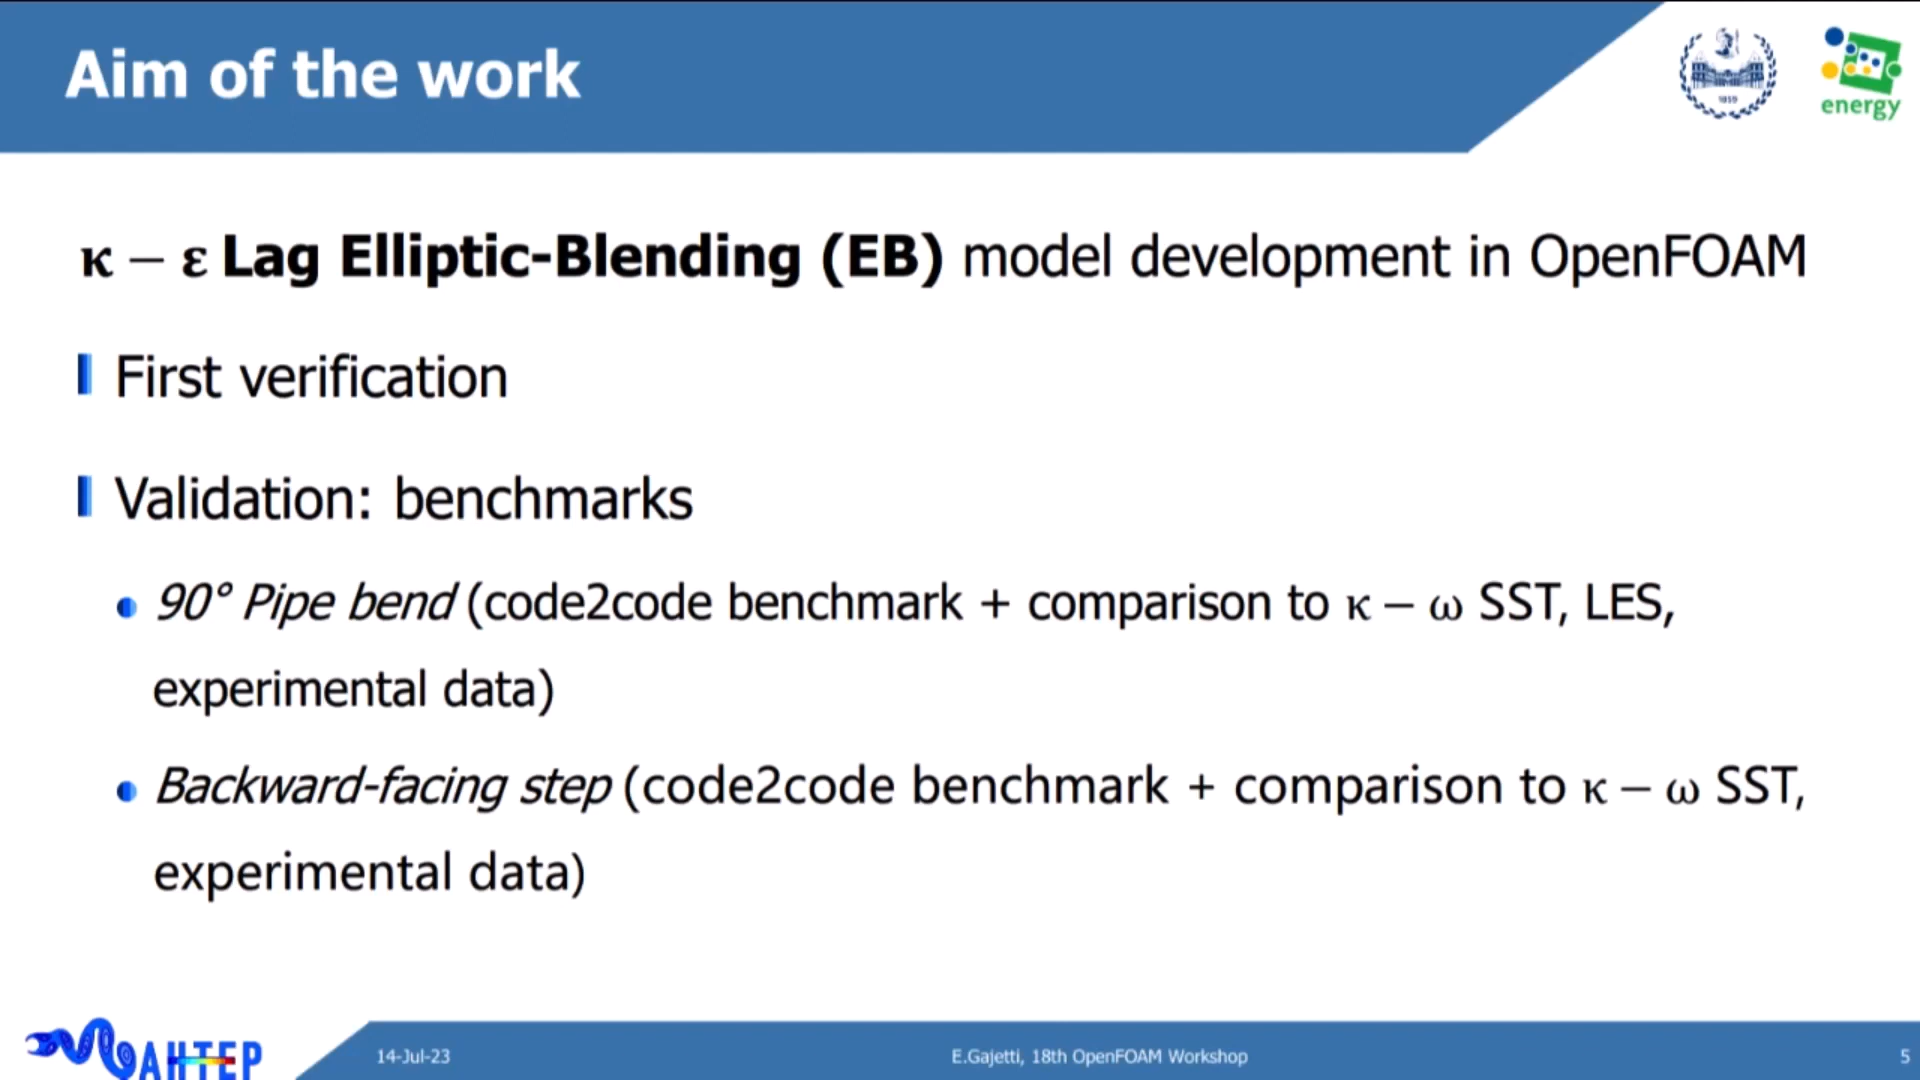 Aim of the work
1859
energy
κ − ε Lag Elliptic-Blending (EB) model development in OpenFOAM
First verification
Validation: benchmarks
90° Pipe bend (code2code benchmark + comparison to κ − ω SST, LES,
experimental data)
Backward-facing step (code2code benchmark + comparison to κ − ω SST,
experimental data)
14-Jul-23
E.Gajetti, 18th OpenFOAM Workshop
5